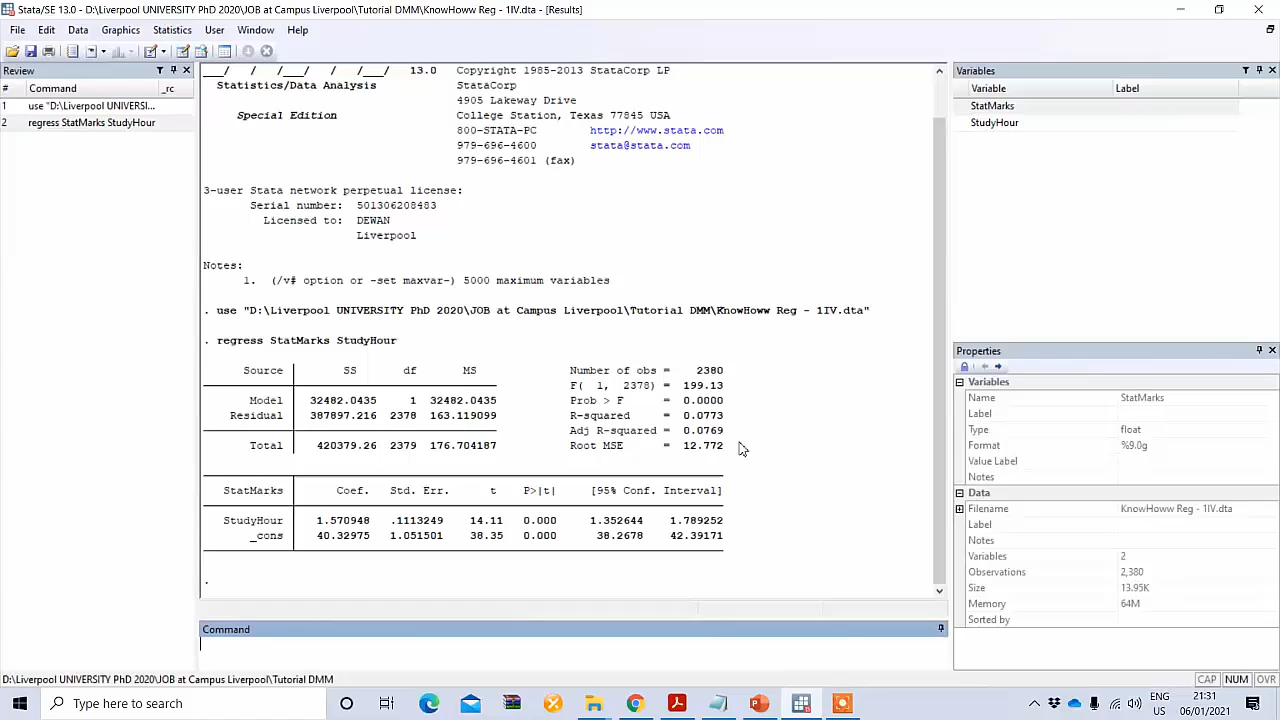 Stata/SE 13.0 - D:\Liverpool UNIVERSITY PhD 2020\JOB at Campus Liverpool\Tutorial DMM\KnowHoww Reg - 1IV.dta - [Results]
File Edit Data Graphics Statistics User Window Help
Review
# Command _rc
1 use "D:\Liverpool UNIVERSI...
2 regress StatMarks StudyHour
___/ / /___/ / /___/ 13.0 Copyright 1985-2013 StataCorp LP
Statistics/Data Analysis StataCorp
4905 Lakeway Drive
Special Edition College Station, Texas 77845 USA
800-STATA-PC http://www.stata.com
979-696-4600 stata@stata.com
979-696-4601 (fax)
3-user Stata network perpetual license:
Serial number: 501306208483
Licensed to: DEWAN
Liverpool
Notes:
1. (/v# option or -set maxvar-) 5000 maximum variables
. use "D:\Liverpool UNIVERSITY PhD 2020\JOB at Campus Liverpool\Tutorial DMM\KnowHoww Reg - 1IV.dta"
. regress StatMarks StudyHour
Source SS df MS Number of obs = 2380
F( 1, 2378) = 199.13
Model 32482.0435 1 32482.0435 Prob > F = 0.0000
Residual 387897.216 2378 163.119099 R-squared = 0.0773
Adj R-squared = 0.0769
Total 420379.26 2379 176.704187 Root MSE = 12.772
StatMarks Coef. Std. Err. t P>|t| [95% Conf. Interval]
StudyHour 1.570948 .1113249 14.11 0.000 1.352644 1.789252
_cons 40.32975 1.051501 38.35 0.000 38.2678 42.39171
.
Command
Variables
Variable Label
StatMarks
StudyHour
Properties
Variables
Name StatMarks
Label
Type float
Format %9.0g
Value Label
Notes
Data
Filename KnowHoww Reg - 1IV.dta
Label
Notes
Variables 2
Observations 2,380
Size 13.95K
Memory 64M
Sorted by
D:\Liverpool UNIVERSITY PhD 2020\JOB at Campus Liverpool\Tutorial DMM
CAP NUM OVR
Type here to search
ENG 21:31
US 06/01/2021